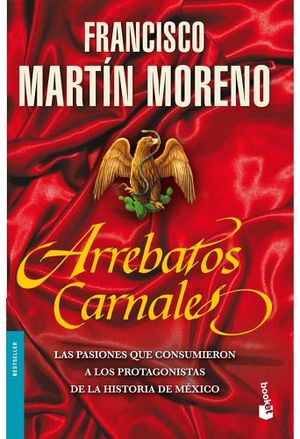 FRANCISCO
MARTÍN MORENO
Arrebatos
Carnales
LAS PASIONES QUE CONSUMIERON
A LOS PROTAGONISTAS
DE LA HISTORIA DE MÉXICO
BESTSELLER
booket